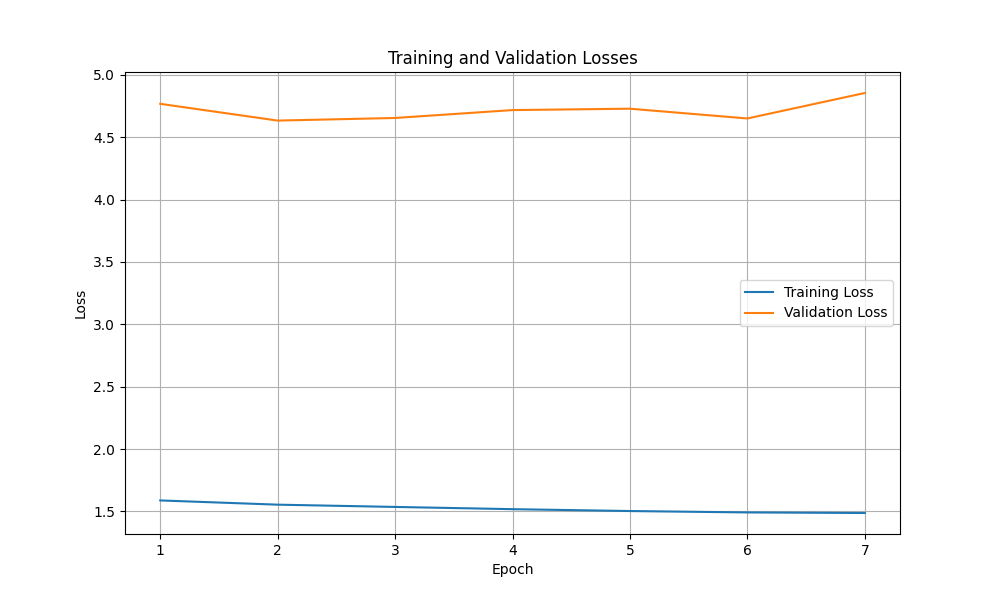 Training and Validation Losses
5.0
4.5
4.0
3.5
3.0
2.5
2.0
1.5
Loss
Training Loss
Validation Loss
1 2 3 4 5 6 7
Epoch